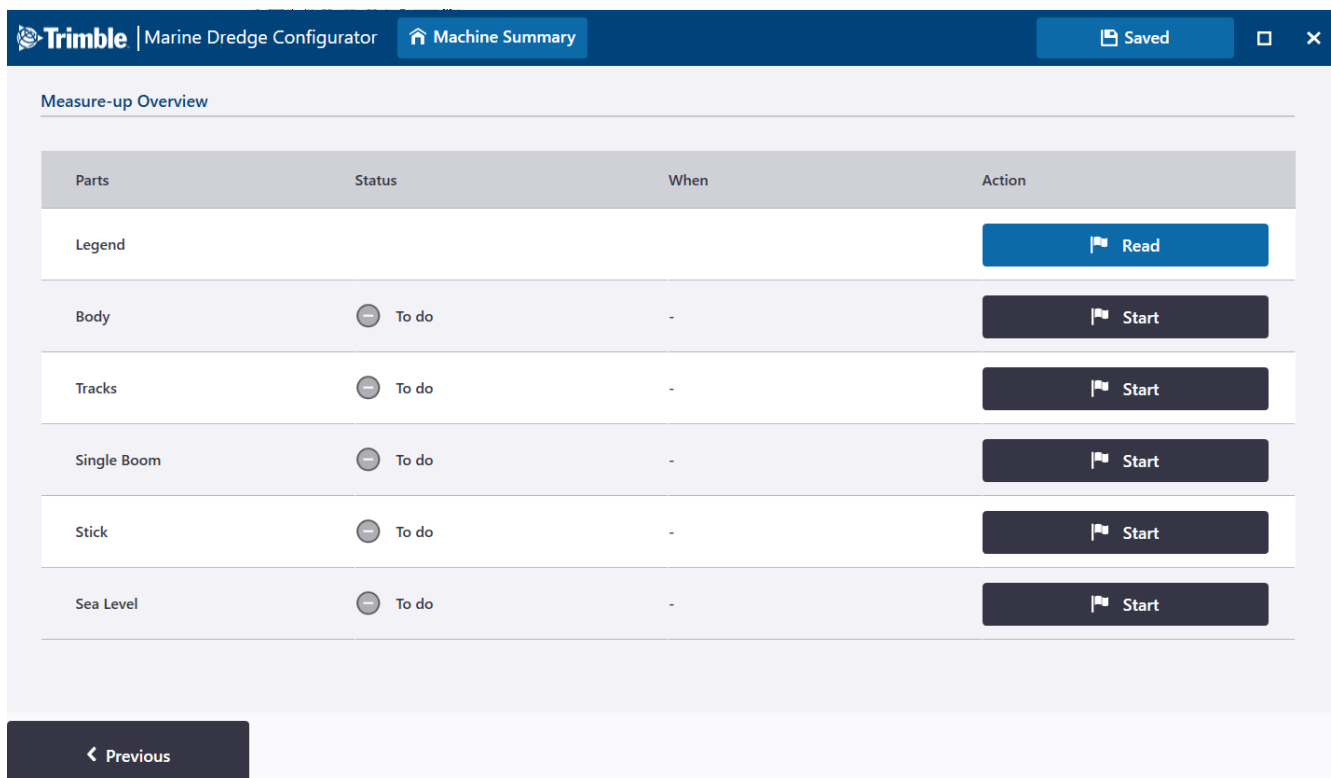 Trimble | Marine Dredge Configurator Machine Summary Saved
Measure-up Overview
Parts Status When Action
Legend Read
Body To do - Start
Tracks To do - Start
Single Boom To do - Start
Stick To do - Start
Sea Level To do - Start
Previous